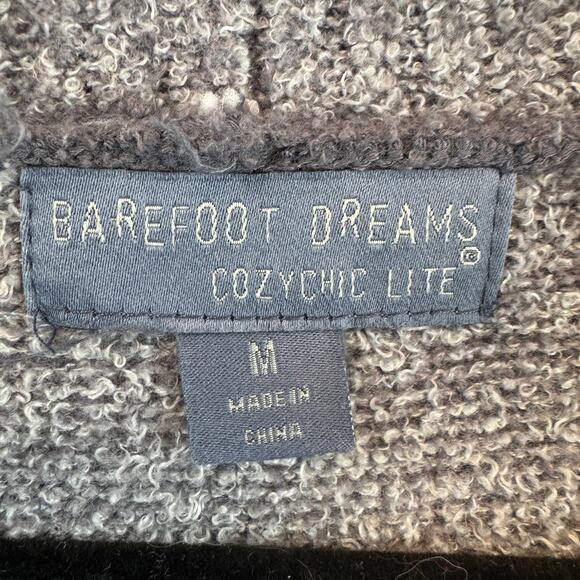 BAREFOOT DREAMS
®
COZYCHIC LITE
M
MADE IN
CHINA